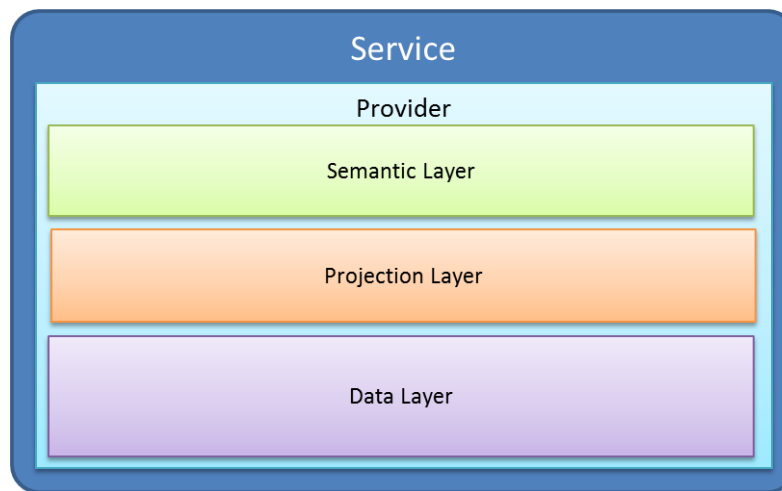 Service
Provider
Semantic Layer
Projection Layer
Data Layer